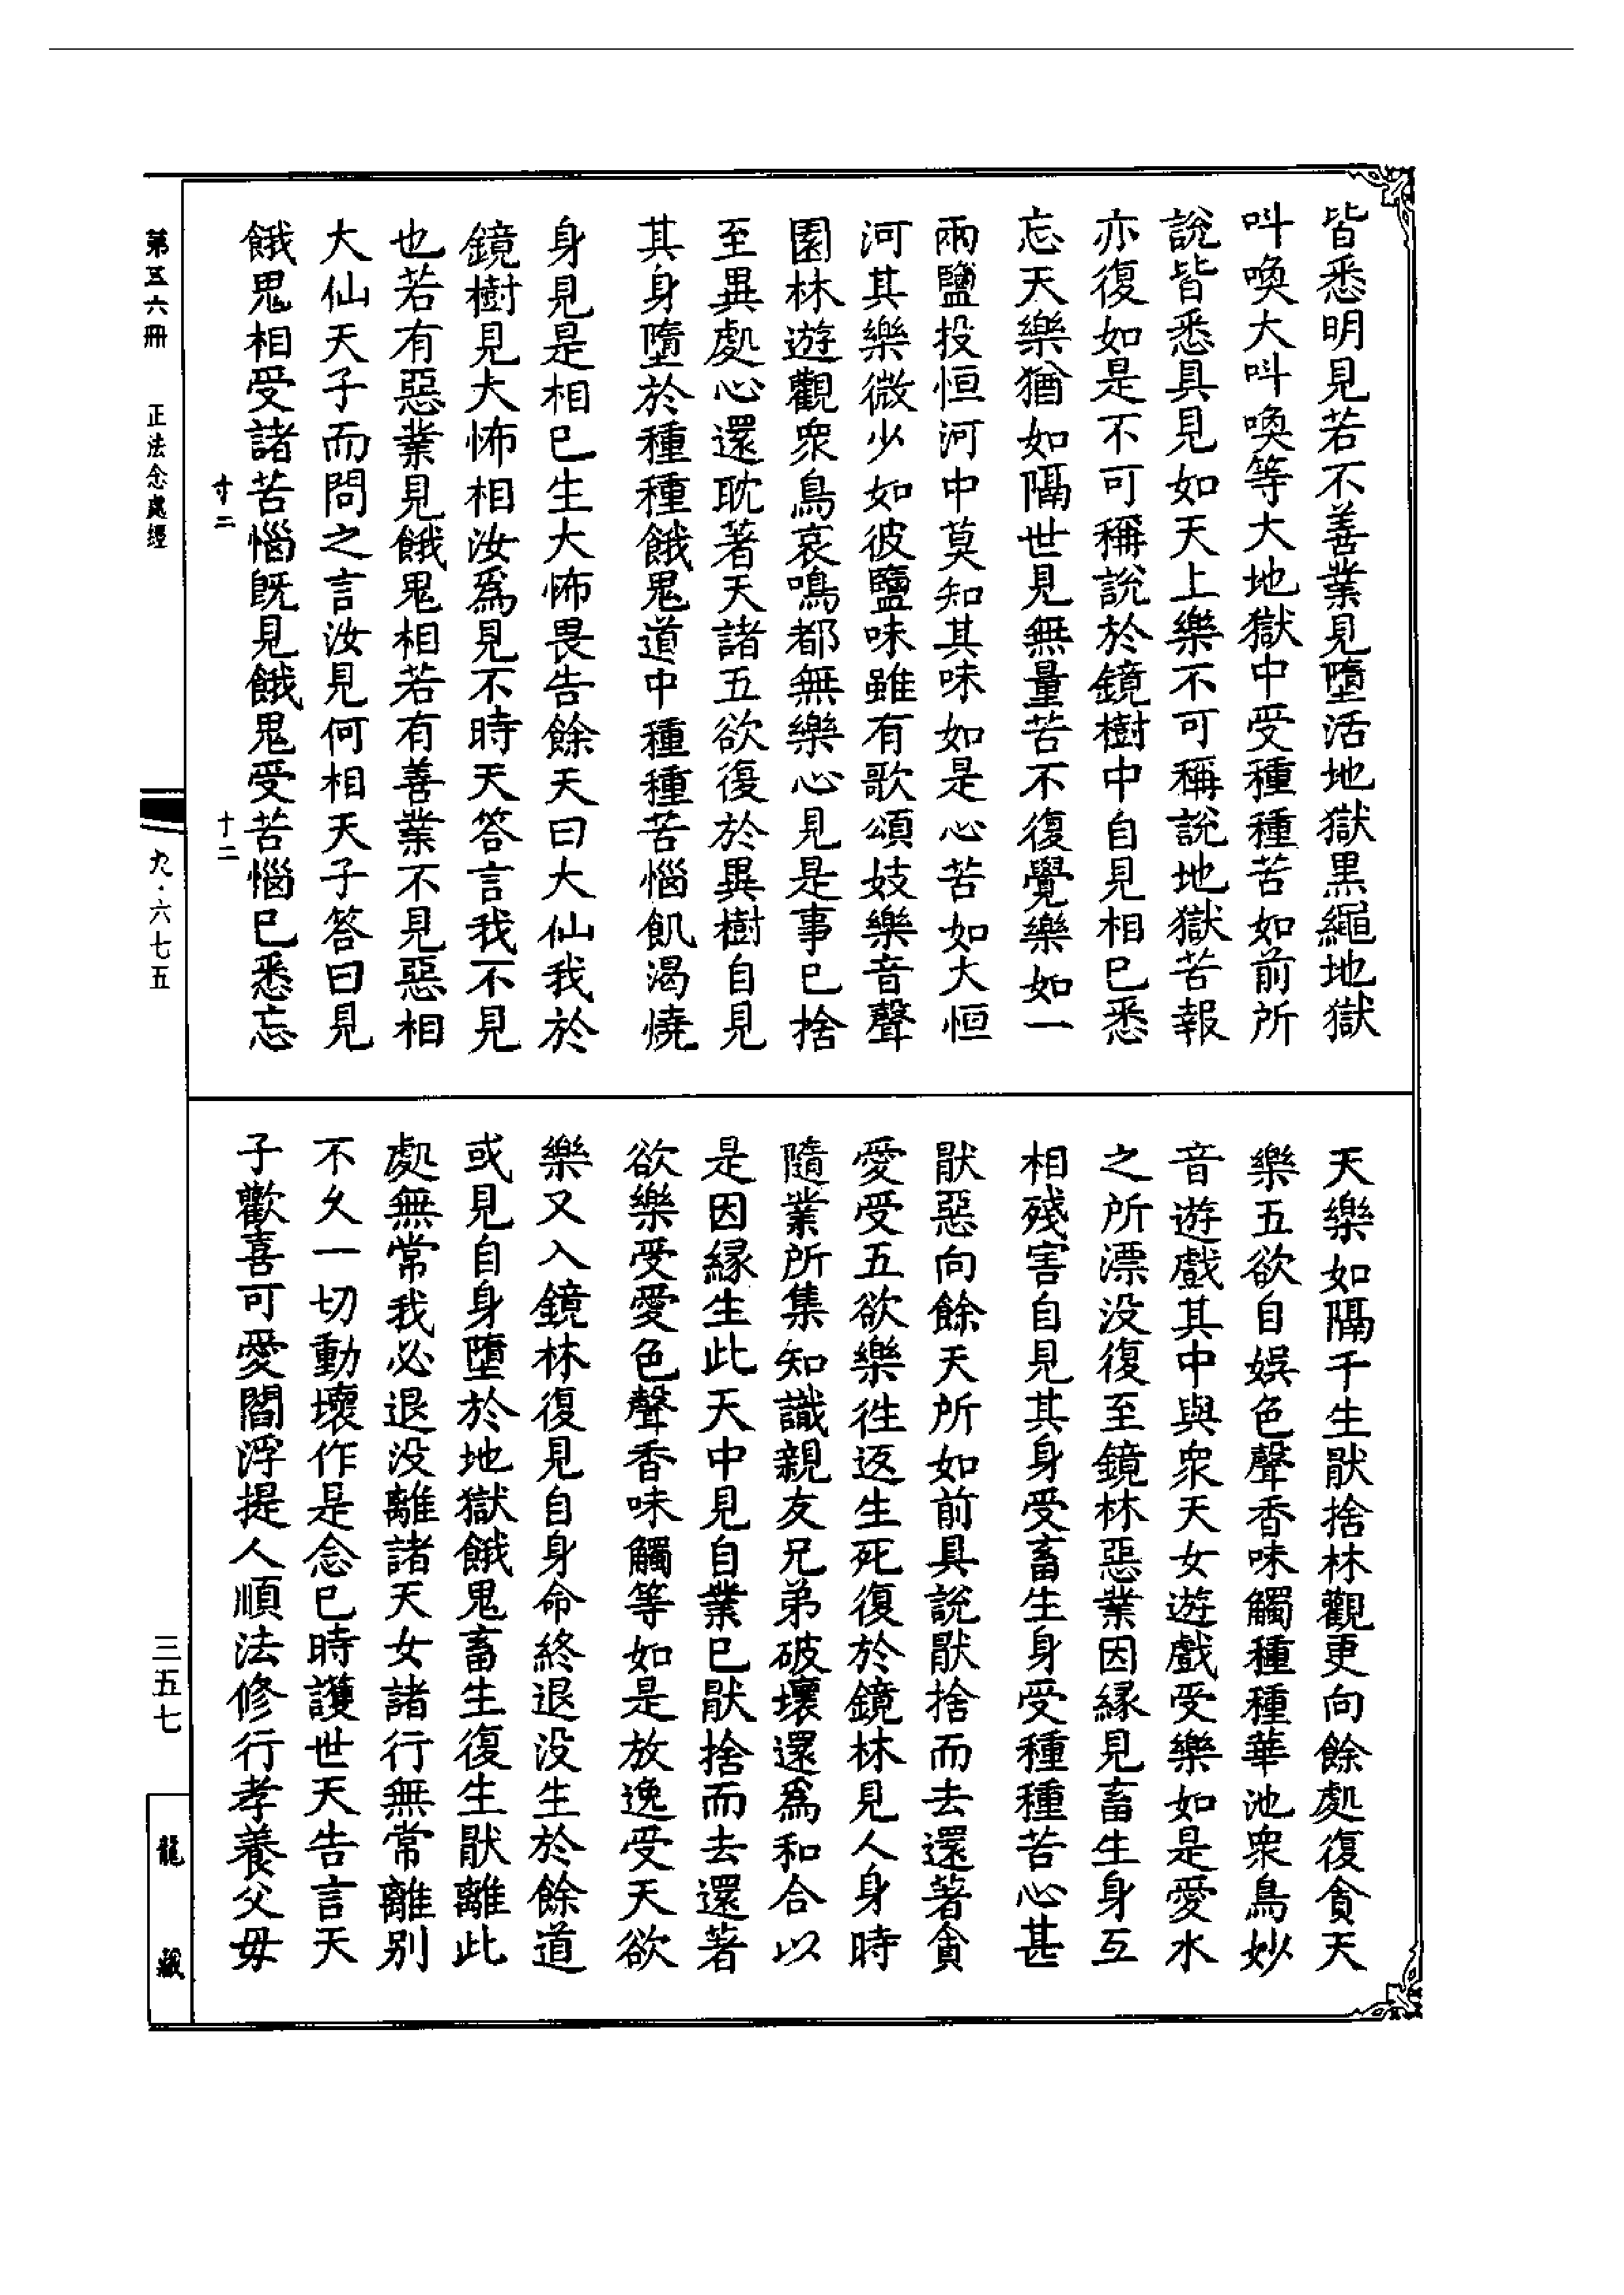 皆悉明見若不善業見墮活地獄黑繩地獄
叫喚大叫喚等大地獄中受種種苦如前所
說皆悉具見如天上樂不可稱說地獄苦報
亦復如是不可稱說於鏡樹中自見相已悉
忘天樂猶如隔世見無量苦不復覺樂如一
兩鹽投恒河中莫知其味如是心苦如大恒
河其樂微少如彼鹽味雖有歌頌妓樂音聲
園林遊觀衆鳥哀鳴都無樂心見是事已捨
至異處心還耽著天諸五欲復於異樹自見
其身墮於種種餓鬼道中種種苦惱飢渴燒
身見是相已生大怖畏告餘天曰大仙我於
鏡樹見大怖相汝為見不時天答言我不見
也若有惡業見餓鬼相若有善業不見惡相
大仙天子而問之言汝見何相天子答曰見
餓鬼相受諸苦惱既見餓鬼受苦惱已悉忘
天樂如隔千生猒捨林觀更向餘處復貪天
樂五欲自娛色聲香味觸種種華池衆鳥妙
音遊戲其中與衆天女遊戲受樂如是愛水
之所漂没復至鏡林惡業因緣見畜生身互
相殘害自見其身受畜生身受種種苦心甚
猒惡向餘天所如前具說猒捨而去還著貪
愛受五欲樂徃返生死復於鏡林見人身時
隨業所集知識親友兄弟破壞還為和合以
是因緣生此天中見自業已猒捨而去還著
欲樂受愛色聲香味觸等如是放逸受天欲
樂又入鏡林復見自身命終退没生於餘道
或見自身墮於地獄餓鬼畜生復生猒離此
處無常我必退没離諸天女諸行無常離別
不久一切動壞作是念已時護世天告言天
子歡喜可愛閻浮提人順法修行孝養父母
寸二
十二
第三六冊
正法念處經
九·六七五
三五七
龍藏